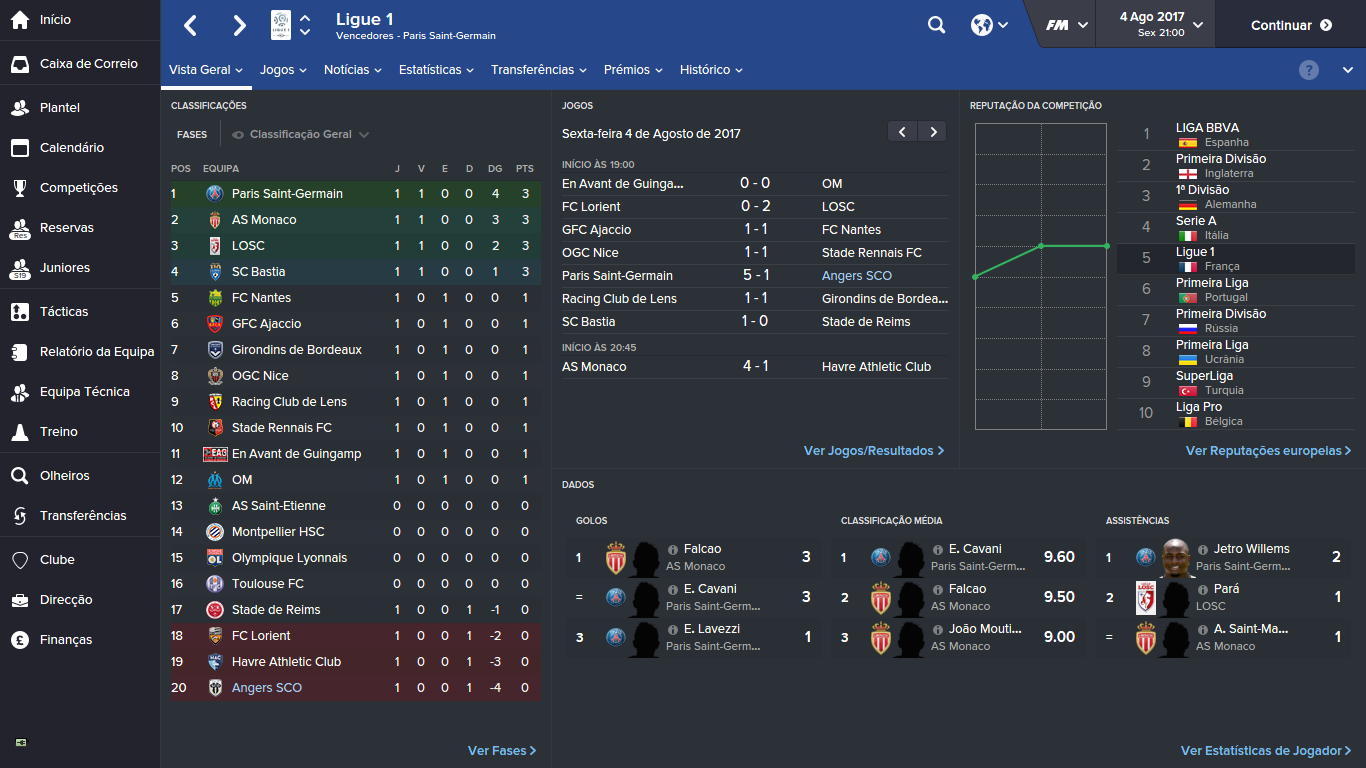 Início
Caixa de Correio
Plantel
Calendário
Competições
Res
Reservas
S19
Juniores
Tácticas
Relatório da Equipa
Equipa Técnica
Treino
Olheiros
Transferências
Clube
Direcção
Finanças
Ligue 1
Vencedores - Paris Saint-Germain
FM
4 Ago 2017
Sex 21:00
Continuar
Vista Geral
Jogos
Notícias
Estatísticas
Transferências
Prémios
Histórico
?
CLASSIFICAÇÕES
FASES
Classificação Geral
POS EQUIPA J V E D DG PTS
1 Paris Saint-Germain 1 1 0 0 4 3
2 AS Monaco 1 1 0 0 3 3
3 LOSC 1 1 0 0 2 3
4 SC Bastia 1 1 0 0 1 3
5 FC Nantes 1 0 1 0 0 1
6 GFC Ajaccio 1 0 1 0 0 1
7 Girondins de Bordeaux 1 0 1 0 0 1
8 OGC Nice 1 0 1 0 0 1
9 Racing Club de Lens 1 0 1 0 0 1
10 Stade Rennais FC 1 0 1 0 0 1
11 En Avant de Guingamp 1 0 1 0 0 1
12 OM 1 0 1 0 0 1
13 AS Saint-Etienne 0 0 0 0 0 0
14 Montpellier HSC 0 0 0 0 0 0
15 Olympique Lyonnais 0 0 0 0 0 0
16 Toulouse FC 0 0 0 0 0 0
17 Stade de Reims 1 0 0 1 -1 0
18 FC Lorient 1 0 0 1 -2 0
19 Havre Athletic Club 1 0 0 1 -3 0
20 Angers SCO 1 0 0 1 -4 0
Ver Fases
JOGOS
Sexta-feira 4 de Agosto de 2017
INÍCIO ÀS 19:00
En Avant de Guinga... 0 - 0 OM
FC Lorient 0 - 2 LOSC
GFC Ajaccio 1 - 1 FC Nantes
OGC Nice 1 - 1 Stade Rennais FC
Paris Saint-Germain 5 - 1 Angers SCO
Racing Club de Lens 1 - 1 Girondins de Bordea...
SC Bastia 1 - 0 Stade de Reims
INÍCIO ÀS 20:45
AS Monaco 4 - 1 Havre Athletic Club
Ver Jogos/Resultados
REPUTAÇÃO DA COMPETIÇÃO
1 LIGA BBVA
Espanha
2 Primeira Divisão
Inglaterra
3 1ª Divisão
Alemanha
4 Serie A
Itália
5 Ligue 1
França
6 Primeira Liga
Portugal
7 Primeira Divisão
Rússia
8 Primeira Liga
Ucrânia
9 SuperLiga
Turquia
10 Liga Pro
Bélgica
Ver Reputações europeias
DADOS
GOLOS
1 Falcao 3
AS Monaco
= E. Cavani 3
Paris Saint-Germ...
3 E. Lavezzi 1
Paris Saint-Germ...
CLASSIFICAÇÃO MÉDIA
1 E. Cavani 9.60
Paris Saint-Germ...
2 Falcao 9.50
AS Monaco
3 João Mouti... 9.00
AS Monaco
ASSISTÊNCIAS
1 Jetro Willems 2
Paris Saint-Germ...
2 Pará 1
LOSC
= A. Saint-Ma... 1
AS Monaco
Ver Estatísticas de Jogador